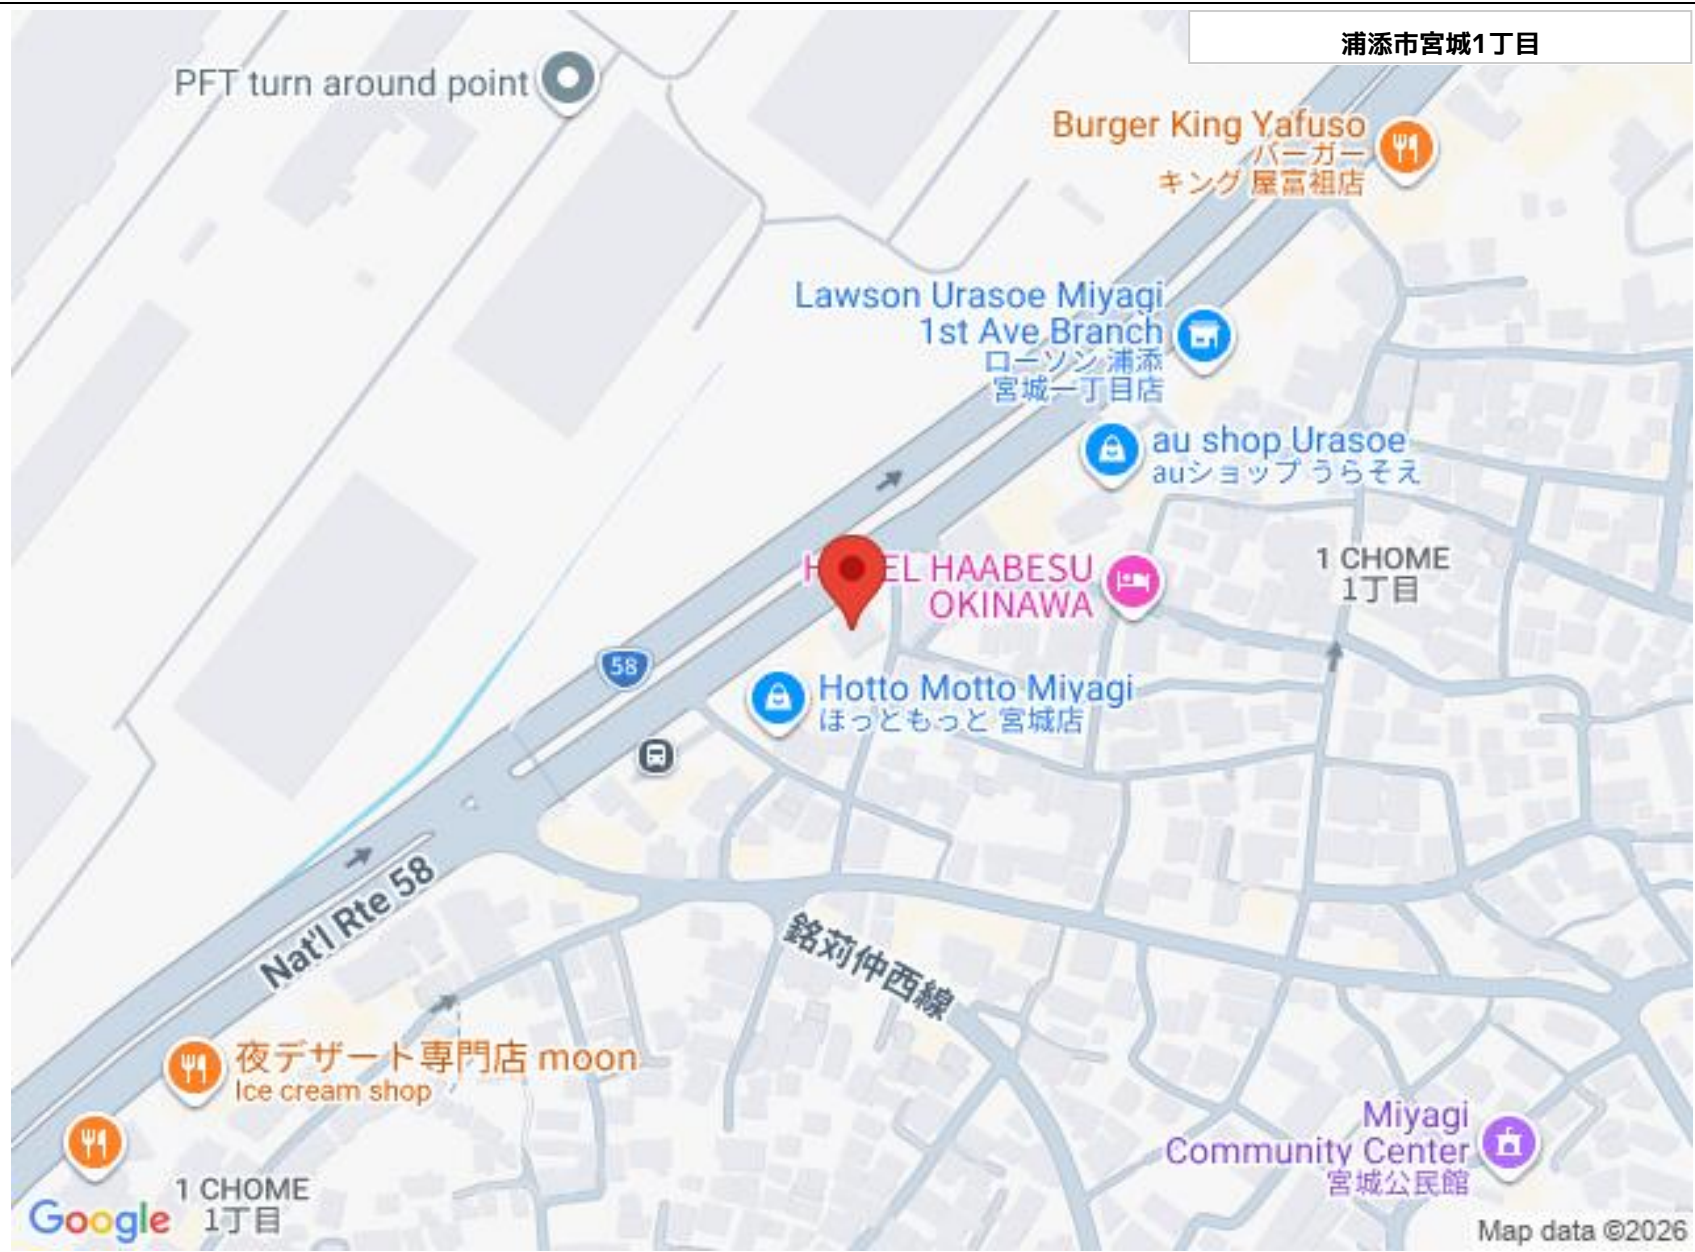 浦添市宮城1丁目
PFT turn around point
Burger King Yafuso
バーガー
キング 屋富祖店
Lawson Urasoe Miyagi
1st Ave Branch
ローソン 浦添
宮城一丁目店
au shop Urasoe
auショップ うらそえ
1 CHOME
1丁目
HAABESU
OKINAWA
58
Hotto Motto Miyagi
ほっともっと 宮城店
Nat'l Rte 58
銘苅仲西線
夜デザート専門店 moon
Ice cream shop
Miyagi
Community Center
宮城公民館
1 CHOME
1丁目
Google
Map data ©2026